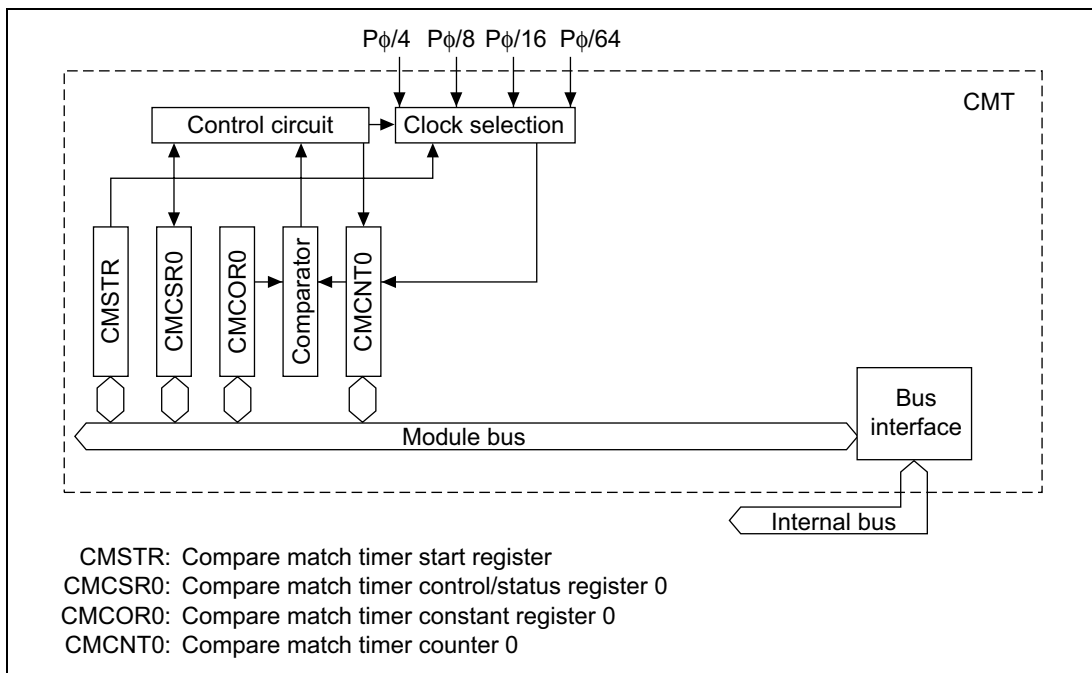 Pϕ/4 Pϕ/8 Pϕ/16 Pϕ/64
CMT
Control circuit
Clock selection
CMSTR
CMCSR0
CMCOR0
Comparator
CMCNT0
Bus
interface
Module bus
Internal bus
CMSTR: Compare match timer start register
CMCSR0: Compare match timer control/status register 0
CMCOR0: Compare match timer constant register 0
CMCNT0: Compare match timer counter 0